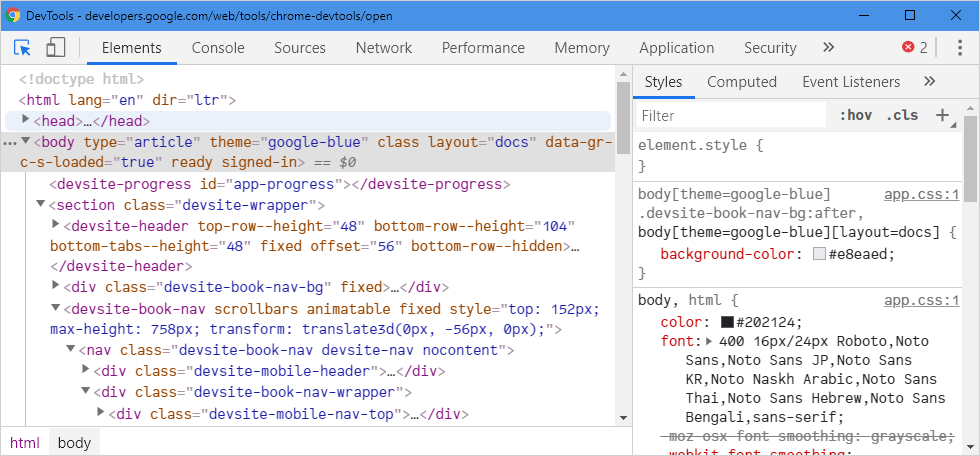 DevTools - developers.google.com/web/tools/chrome-devtools/open
Elements Console Sources Network Performance Memory Application Security » 2
<!doctype html>
<html lang="en" dir="ltr">
<head>…</head>
<body type="article" theme="google-blue" class layout="docs" data-gr-
c-s-loaded="true" ready signed-in> == $0
<devsite-progress id="app-progress"></devsite-progress>
<section class="devsite-wrapper">
<devsite-header top-row--height="48" bottom-row--height="104"
bottom-tabs--height="48" fixed offset="56" bottom-row--hidden>…
</devsite-header>
<div class="devsite-book-nav-bg" fixed>…</div>
<devsite-book-nav scrollbars animatable fixed style="top: 152px;
max-height: 758px; transform: translate3d(0px, -56px, 0px);">
<nav class="devsite-book-nav devsite-nav nocontent">
<div class="devsite-mobile-header">…</div>
<div class="devsite-book-nav-wrapper">
<div class="devsite-mobile-nav-top">…</div>
html body
Styles Computed Event Listeners »
Filter :hov .cls +
element.style {
}
body[theme=google-blue] app.css:1
.devsite-book-nav-bg:after,
body[theme=google-blue][layout=docs] {
background-color: #e8eaed;
}
body, html { app.css:1
color: #202124;
font: 400 16px/24px Roboto,Noto
Sans,Noto Sans JP,Noto Sans
KR,Noto Naskh Arabic,Noto Sans
Thai,Noto Sans Hebrew,Noto Sans
Bengali,sans-serif;
-moz-osx-font-smoothing: grayscale;
-webkit-font-smoothing: